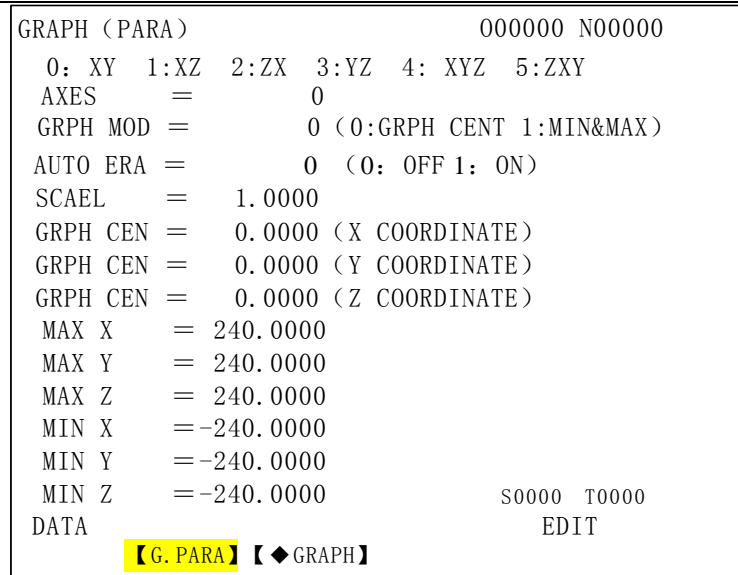 GRAPH (PARA) O00000 N00000
0: XY 1:XZ 2:ZX 3:YZ 4: XYZ 5:ZXY
AXES = 0
GRPH MOD = 0 (0:GRPH CENT 1:MIN&MAX)
AUTO ERA = 0 (0: OFF 1: ON)
SCAEL = 1.0000
GRPH CEN = 0.0000 (X COORDINATE)
GRPH CEN = 0.0000 (Y COORDINATE)
GRPH CEN = 0.0000 (Z COORDINATE)
MAX X = 240.0000
MAX Y = 240.0000
MAX Z = 240.0000
MIN X =-240.0000
MIN Y =-240.0000
MIN Z =-240.0000 S0000 T0000
DATA EDIT
【G.PARA】【◆GRAPH】